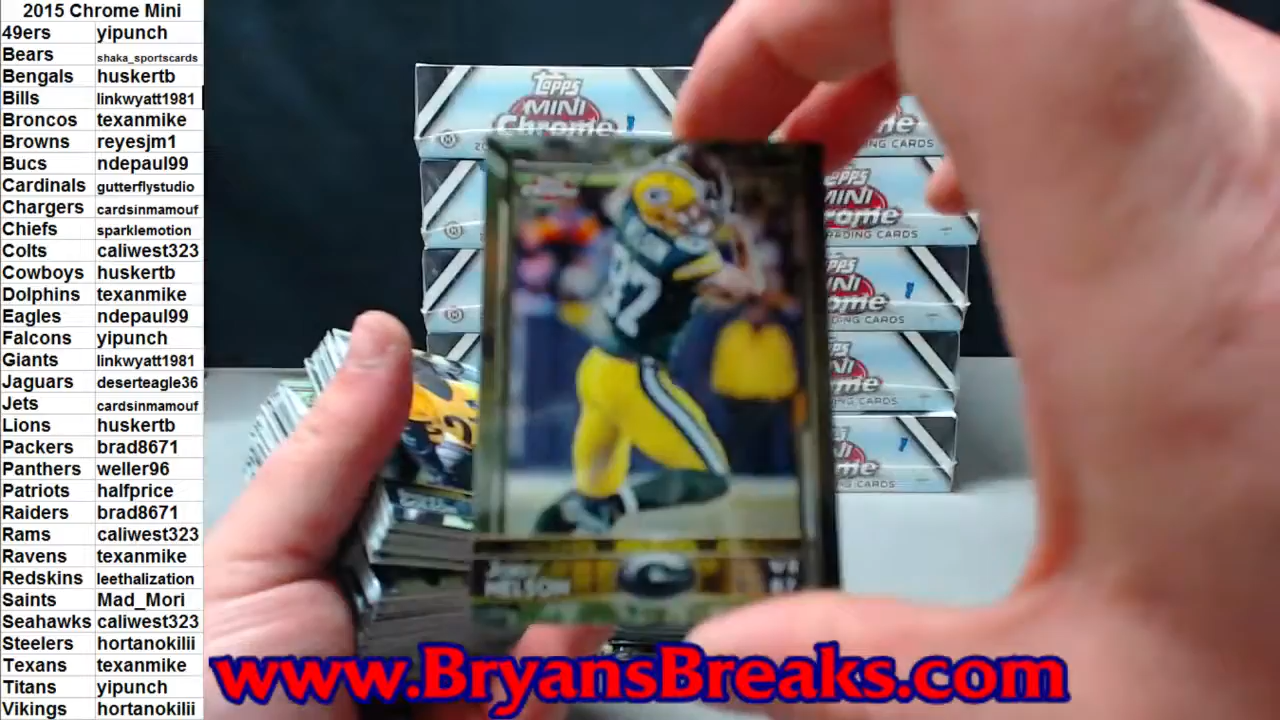 2015 Chrome Mini
49ers yipunch
Bears shaka_sportscards
Bengals huskertb
Bills linkwyatt1981
Broncos texanmike
Browns reyesjm1
Bucs ndepaul99
Cardinals gutterflystudio
Chargers cardsinmamouf
Chiefs sparklemotion
Colts caliwest323
Cowboys huskertb
Dolphins texanmike
Eagles ndepaul99
Falcons yipunch
Giants linkwyatt1981
Jaguars deserteagle36
Jets cardsinmamouf
Lions huskertb
Packers brad8671
Panthers weller96
Patriots halfprice
Raiders brad8671
Rams caliwest323
Ravens texanmike
Redskins leethalization
Saints Mad_Mori
Seahawks caliwest323
Steelers hortanokilii
Texans texanmike
Titans yipunch
Vikings hortanokilii
Topps
MINI
Chrome
TRADING CARDS
87
NELSON
www.BryansBreaks.com